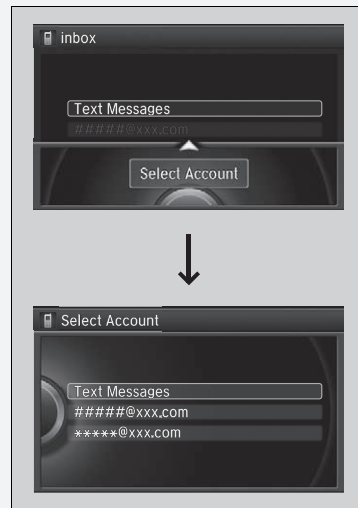 inbox
Text Messages
#####@xxx.com
Select Account
Select Account
Text Messages
#####@xxx.com
*****@xxx.com